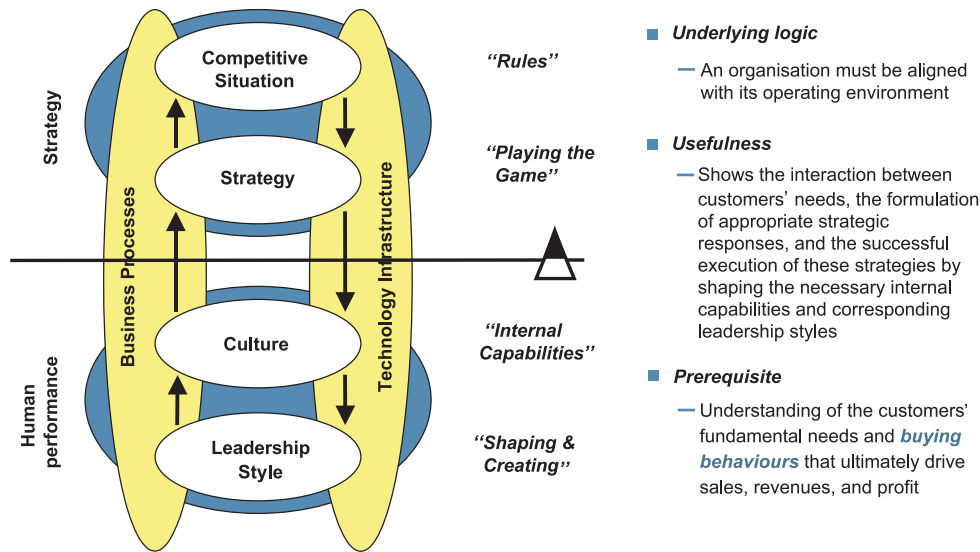 Strategy
Human
performance
Business Processes
Technology Infrastructure
Competitive
Situation
Strategy
Culture
Leadership
Style
“Rules”
“Playing the
Game”
“Internal
Capabilities”
“Shaping &
Creating”
Underlying logic
— An organisation must be aligned
with its operating environment
Usefulness
— Shows the interaction between
customers’ needs, the formulation
of appropriate strategic
responses, and the successful
execution of these strategies by
shaping the necessary internal
capabilities and corresponding
leadership styles
Prerequisite
— Understanding of the customers’
fundamental needs and buying
behaviours that ultimately drive
sales, revenues, and profit